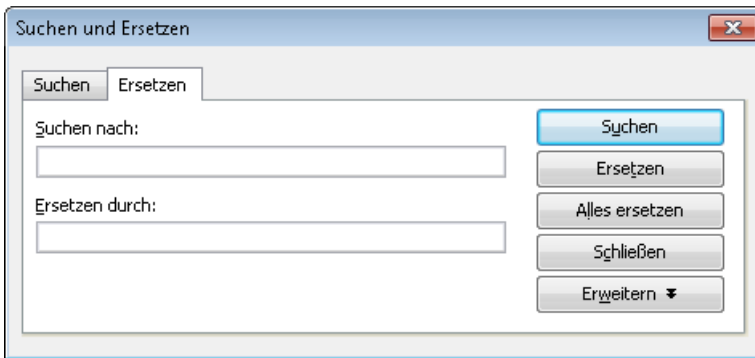 Suchen und Ersetzen
Suchen Ersetzen
Suchen nach:
Suchen
Ersetzen
Ersetzen durch:
Alles ersetzen
Schließen
Erweitern